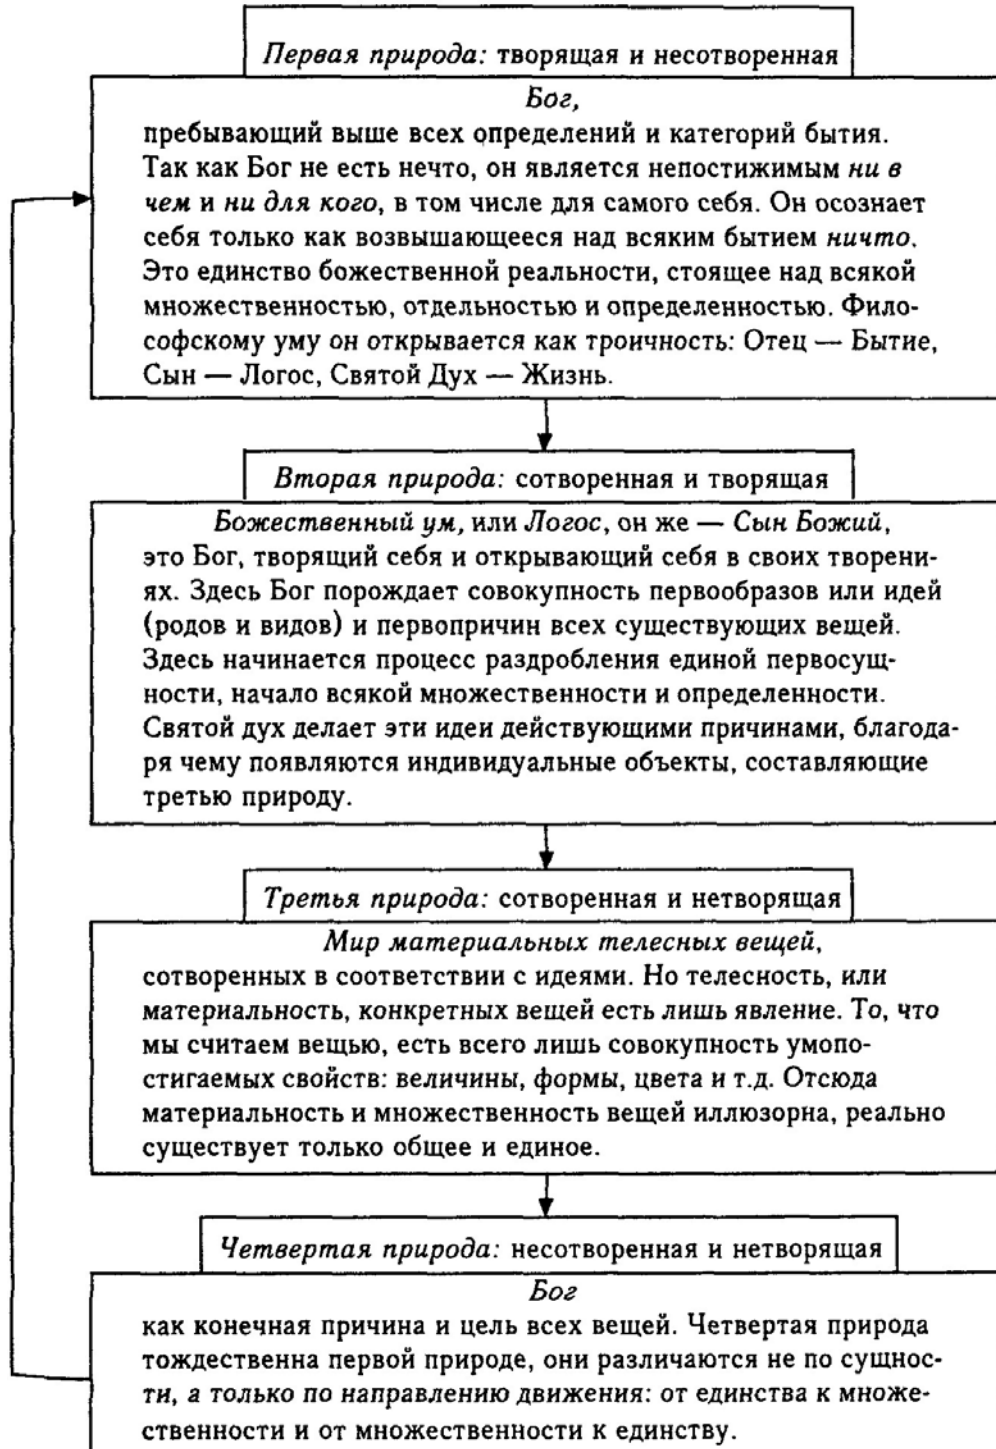 Первая природа: творящая и несотворенная
Бог,
пребывающий выше всех определений и категорий бытия.
Так как Бог не есть нечто, он является непостижимым ни в
чем и ни для кого, в том числе для самого себя. Он осознает
себя только как возвышающееся над всяким бытием ничто.
Это единство божественной реальности, стоящее над всякой
множественностью, отдельностью и определенностью. Фило-
софскому уму он открывается как троичность: Отец — Бытие,
Сын — Логос, Святой Дух — Жизнь.
Вторая природа: сотворенная и творящая
Божественный ум, или Логос, он же — Сын Божий,
это Бог, творящий себя и открывающий себя в своих творени-
ях. Здесь Бог порождает совокупность первообразов или идей
(родов и видов) и первопричин всех существующих вещей.
Здесь начинается процесс раздробления единой первосущ-
ности, начало всякой множественности и определенности.
Святой дух делает эти идеи действующими причинами, благода-
ря чему появляются индивидуальные объекты, составляющие
третью природу.
Третья природа: сотворенная и нетворящая
Мир материальных телесных вещей,
сотворенных в соответствии с идеями. Но телесность, или
материальность, конкретных вещей есть лишь явление. То, что
мы считаем вещью, есть всего лишь совокупность умопо-
стигаемых свойств: величины, формы, цвета и т.д. Отсюда
материальность и множественность вещей иллюзорна, реально
существует только общее и единое.
Четвертая природа: несотворенная и нетворящая
Бог
как конечная причина и цель всех вещей. Четвертая природа
тождественна первой природе, они различаются не по сущнос-
ти, а только по направлению движения: от единства к множе-
ственности и от множественности к единству.